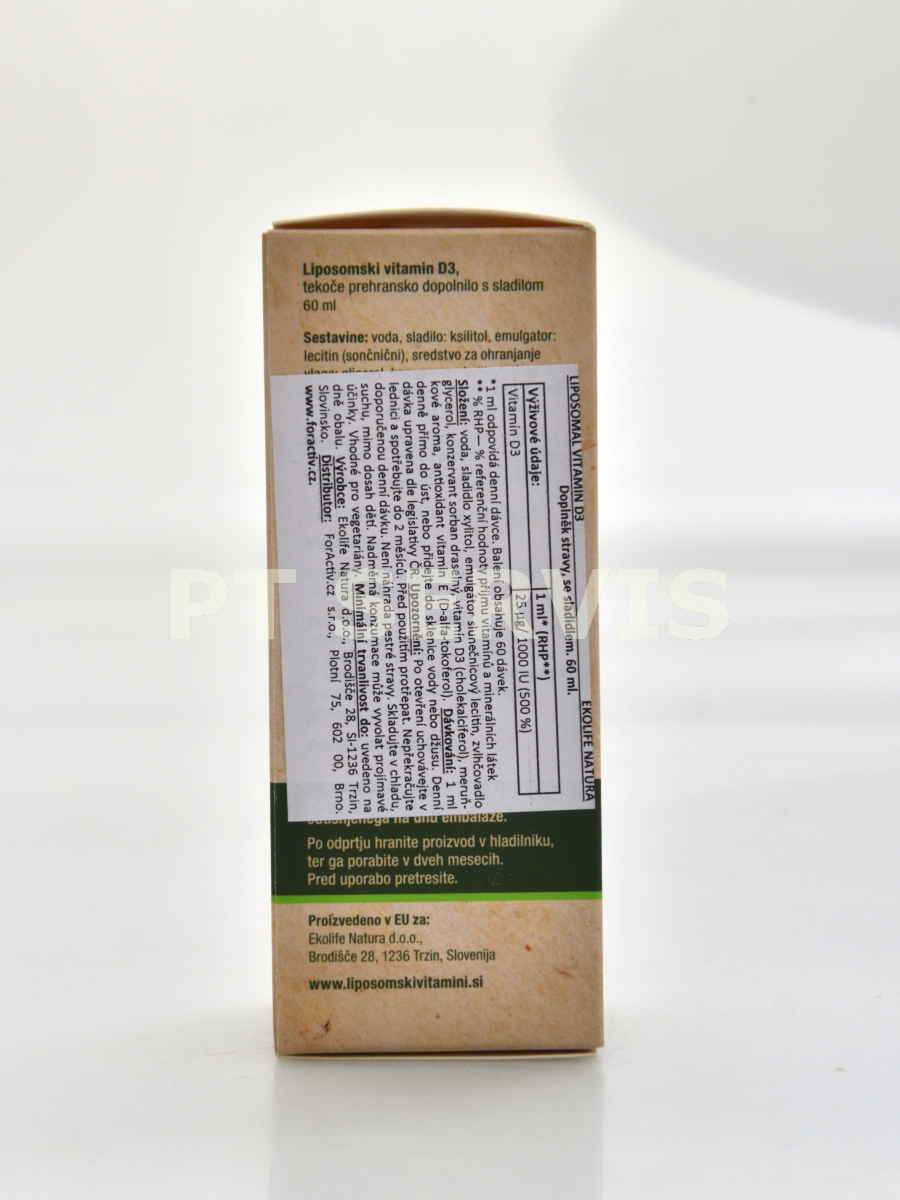 Liposomski vitamin D3,
tekoče prehransko dopolnilo s sladilom
60 ml
Sestavine: voda, sladilo: ksilitol, emulgator:
lecitin (sončnični), sredstvo za ohranjanje
LIPOSOMAL VITAMIN D3 EKOLIFE NATURA
Doplněk stravy, se sladidlem. 60 ml.
Výživové údaje: 1 ml* (RHP**)
Vitamín D3 25 µg/ 1000 IU (500 %)
*1 ml odpovídá denní dávce. Balení obsahuje 60 dávek.
** % RHP— % referenční hodnoty příjmu vitamínů a minerálních látek
Složení: voda, sladidlo xylitol, emulgátor slunečnicový lecitin, zvlhčovadlo
glycerol, konzervant sorban draselný, vitamín D3 (cholekalciferol), meruň-
kové aroma, antioxidant vitamin E (D-alfa-tokoferol). Dávkování: 1 ml
denně přímo do úst, nebo přidejte do sklenice vody nebo džusu. Denní
dávka upravena dle legislativy ČR. Upozornění: Po otevření uchovávejte v
lednici a spotřebujte do 2 měsíců. Před použitím protřepat. Nepřekračujte
doporučenou denní dávku. Není náhrada pestré stravy. Skladujte v chladu,
suchu, mimo dosah dětí. Nadměrná konzumace může vyvolat projímavé
účinky. Vhodné pro vegetariány. Minimální trvanlivost do: uvedeno na
dně obalu. Výrobce: Ekolife Natura d.o.o., Brodišče 28, SI-1236 Trzin,
Slovinsko. Distributor: ForActiv.cz s.r.o., Plotní 75, 602 00, Brno.
www.foractiv.cz.
PT SERVIS
na dnu embalaže.
Po odprtju hranite proizvod v hladilniku,
ter ga porabite v dveh mesecih.
Pred uporabo pretresite.
Proizvedeno v EU za:
Ekolife Natura d.o.o.,
Brodišče 28, 1236 Trzin, Slovenija
www.liposomskivitamini.si